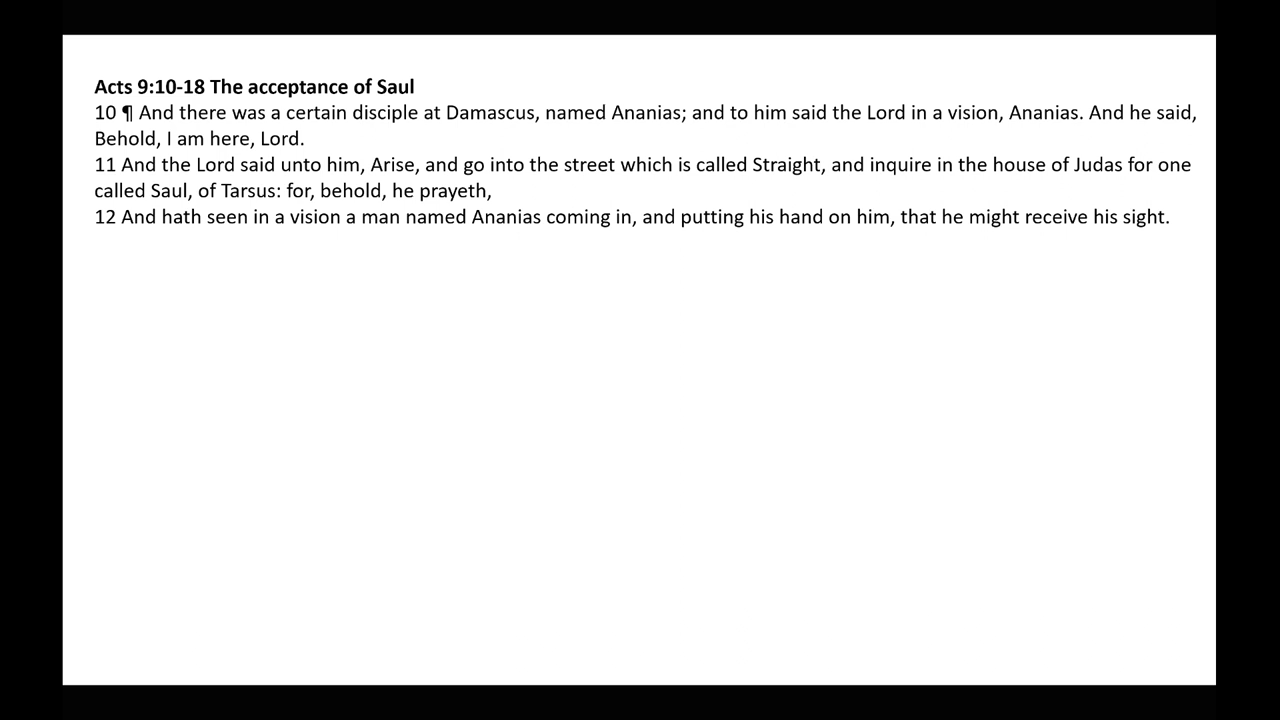 Acts 9:10-18 The acceptance of Saul
10 ¶ And there was a certain disciple at Damascus, named Ananias; and to him said the Lord in a vision, Ananias. And he said,
Behold, I am here, Lord.
11 And the Lord said unto him, Arise, and go into the street which is called Straight, and inquire in the house of Judas for one
called Saul, of Tarsus: for, behold, he prayeth,
12 And hath seen in a vision a man named Ananias coming in, and putting his hand on him, that he might receive his sight.